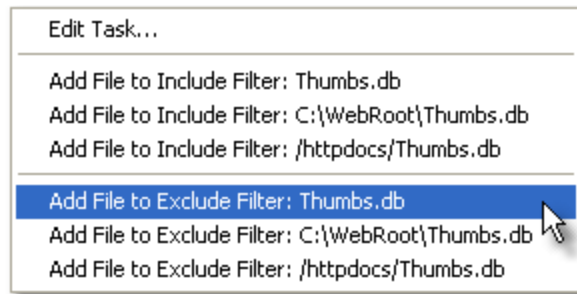 Edit Task...
Add File to Include Filter: Thumbs.db
Add File to Include Filter: C:\WebRoot\Thumbs.db
Add File to Include Filter: /httpdocs/Thumbs.db
Add File to Exclude Filter: Thumbs.db
Add File to Exclude Filter: C:\WebRoot\Thumbs.db
Add File to Exclude Filter: /httpdocs/Thumbs.db